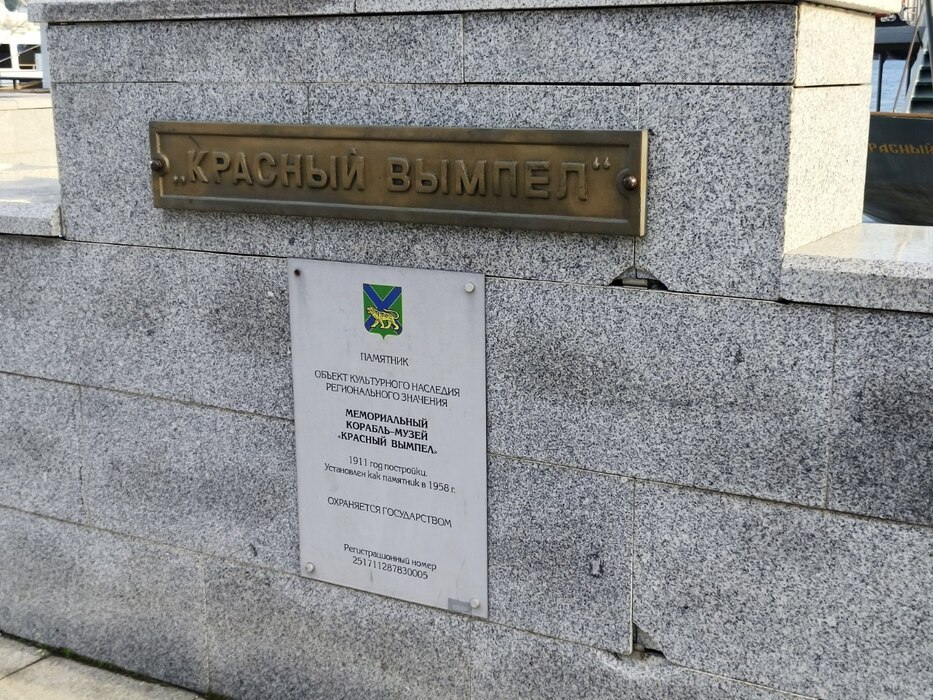 „КРАСНЫЙ ВЫМПЕЛ“
КРАСНЫЙ
ПАМЯТНИК
ОБЪЕКТ КУЛЬТУРНОГО НАСЛЕДИЯ
РЕГИОНАЛЬНОГО ЗНАЧЕНИЯ
МЕМОРИАЛЬНЫЙ
КОРАБЛЬ-МУЗЕЙ
«КРАСНЫЙ ВЫМПЕЛ»
1911 год постройки.
Установлен как памятник в 1958 г.
ОХРАНЯЕТСЯ ГОСУДАРСТВОМ
Регистрационный номер
251711287830005